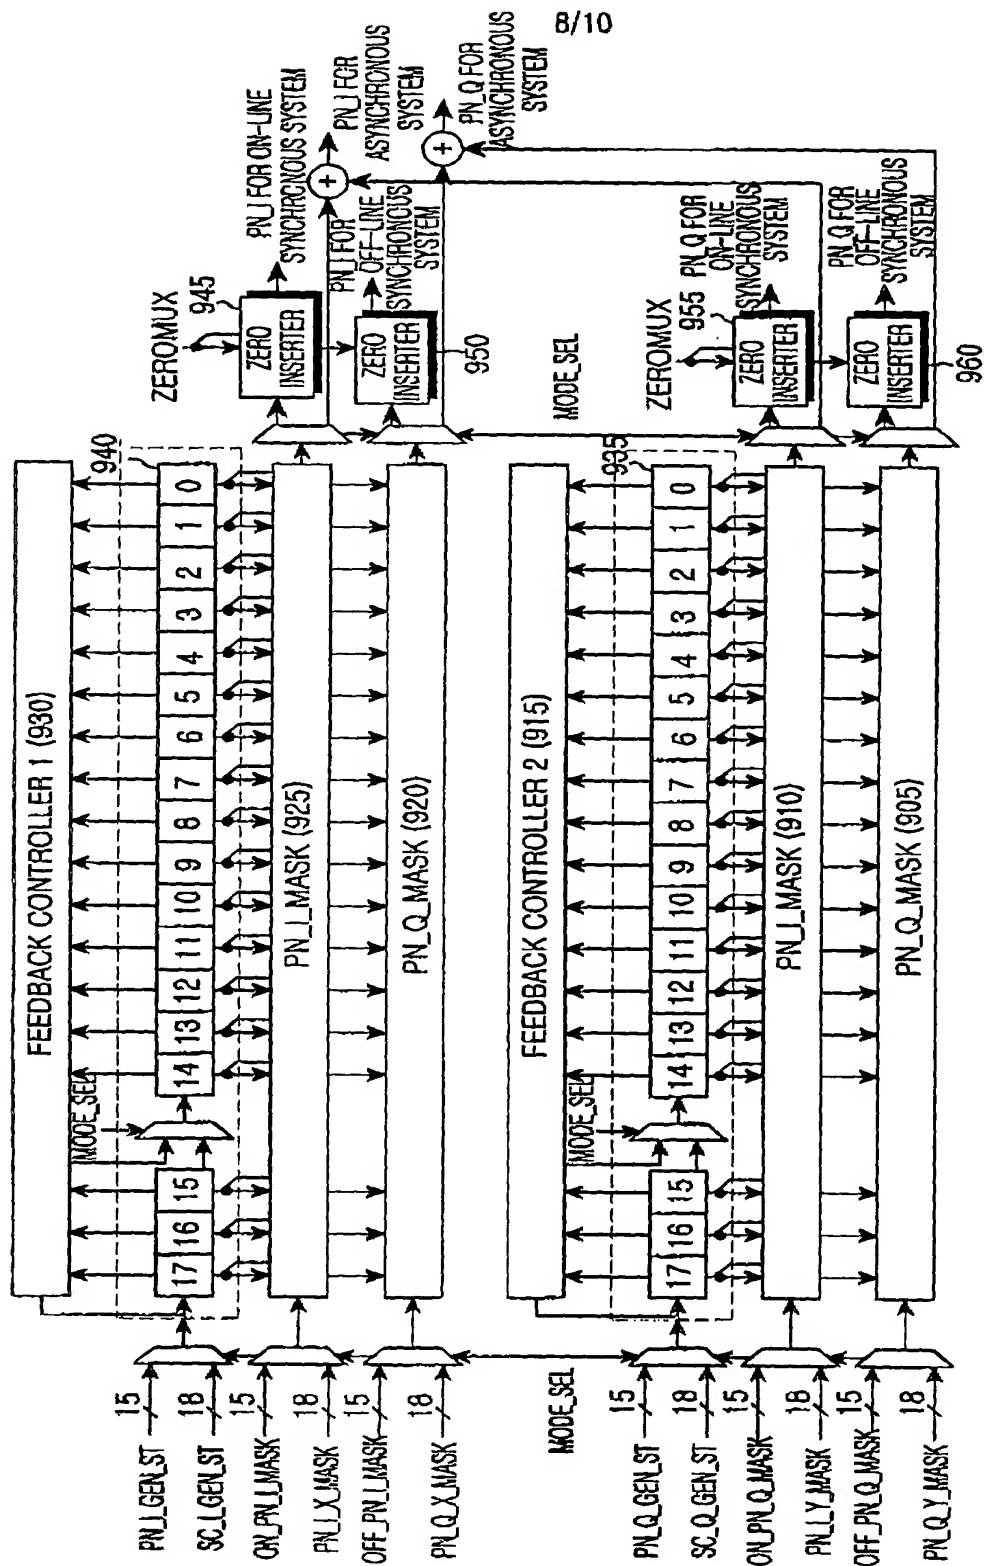 8/10
ZEROMUX
945
ZERO
INSERTER
PN_I FOR ON-LINE
SYNCHRONOUS SYSTEM
PN_I FOR
ASYNCHRONOUS
SYSTEM
+
PN_Q FOR
ASYNCHRONOUS
SYSTEM
+
PN_I FOR
OFF-LINE
SYNCHRONOUS
SYSTEM
ZERO
INSERTER
950
MODE_SEL
ZEROMUX
955
ZERO
INSERTER
PN_Q FOR
ON-LINE
SYNCHRONOUS
SYSTEM
PN_Q FOR
OFF-LINE
SYNCHRONOUS
SYSTEM
ZERO
INSERTER
960
FEEDBACK CONTROLLER 1 (930)
940
17 16 15
MODE_SEL
MODE_SEL
14 13 12 11 10 9 8 7 6 5 4 3 2 1 0
PN_I_MASK (925)
PN_Q_MASK (920)
FEEDBACK CONTROLLER 2 (915)
935
17 16 15
MODE_SEL
MODE_SEL
14 13 12 11 10 9 8 7 6 5 4 3 2 1 0
PN_I_MASK (910)
PN_Q_MASK (905)
PN_I_GEN_ST 15
SC_I_GEN_ST 18
ON_PN_I_MASK 15
PN_I_X_MASK 18
OFF_PN_I_MASK 15
PN_Q_X_MASK 18
MODE_SEL
PN_Q_GEN_ST 15
SC_Q_GEN_ST 18
ON_PN_Q_MASK 15
PN_I_Y_MASK 18
OFF_PN_Q_MASK 15
PN_Q_Y_MASK 18